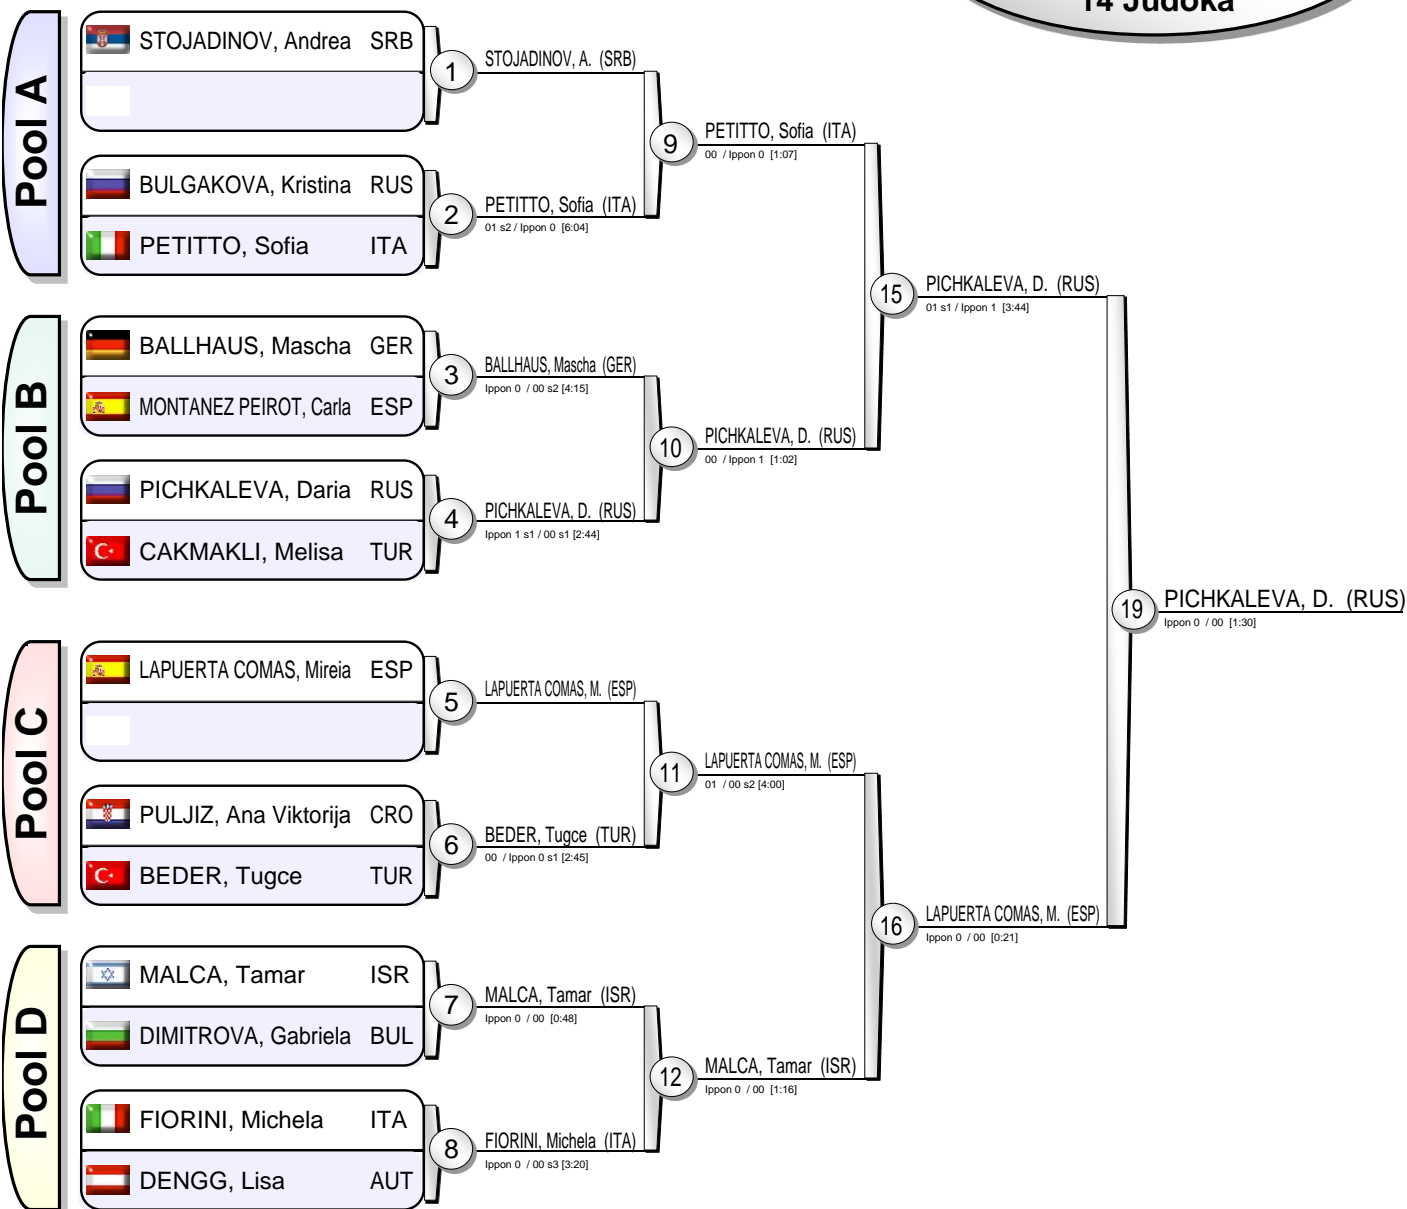 14 Judoka
Pool A
STOJADINOV, Andrea SRB
1
STOJADINOV, A. (SRB)
BULGAKOVA, Kristina RUS
PETITTO, Sofia ITA
2
PETITTO, Sofia (ITA)
01 s2 / Ippon 0 [6:04]
9
PETITTO, Sofia (ITA)
00 / Ippon 0 [1:07]
Pool B
BALLHAUS, Mascha GER
MONTANEZ PEIROT, Carla ESP
3
BALLHAUS, Mascha (GER)
Ippon 0 / 00 s2 [4:15]
PICHKALEVA, Daria RUS
CAKMAKLI, Melisa TUR
4
PICHKALEVA, D. (RUS)
Ippon 1 s1 / 00 s1 [2:44]
10
PICHKALEVA, D. (RUS)
00 / Ippon 1 [1:02]
15
PICHKALEVA, D. (RUS)
01 s1 / Ippon 1 [3:44]
Pool C
LAPUERTA COMAS, Mireia ESP
5
LAPUERTA COMAS, M. (ESP)
PULJIZ, Ana Viktorija CRO
BEDER, Tugce TUR
6
BEDER, Tugce (TUR)
00 / Ippon 0 s1 [2:45]
11
LAPUERTA COMAS, M. (ESP)
01 / 00 s2 [4:00]
Pool D
MALCA, Tamar ISR
DIMITROVA, Gabriela BUL
7
MALCA, Tamar (ISR)
Ippon 0 / 00 [0:48]
FIORINI, Michela ITA
DENGG, Lisa AUT
8
FIORINI, Michela (ITA)
Ippon 0 / 00 s3 [3:20]
12
MALCA, Tamar (ISR)
Ippon 0 / 00 [1:16]
16
LAPUERTA COMAS, M. (ESP)
Ippon 0 / 00 [0:21]
19
PICHKALEVA, D. (RUS)
Ippon 0 / 00 [1:30]